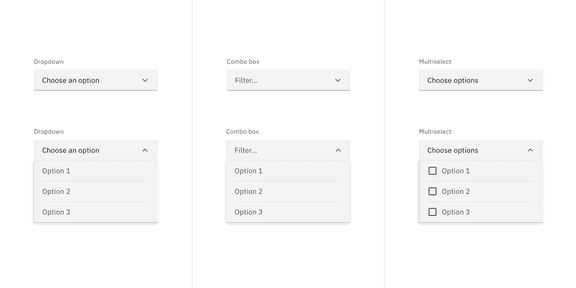 Dropdown
Choose an option
Dropdown
Choose an option
Option 1
Option 2
Option 3
Combo box
Filter...
Combo box
Filter...
Option 1
Option 2
Option 3
Multiselect
Choose options
Multiselect
Choose options
Option 1
Option 2
Option 3